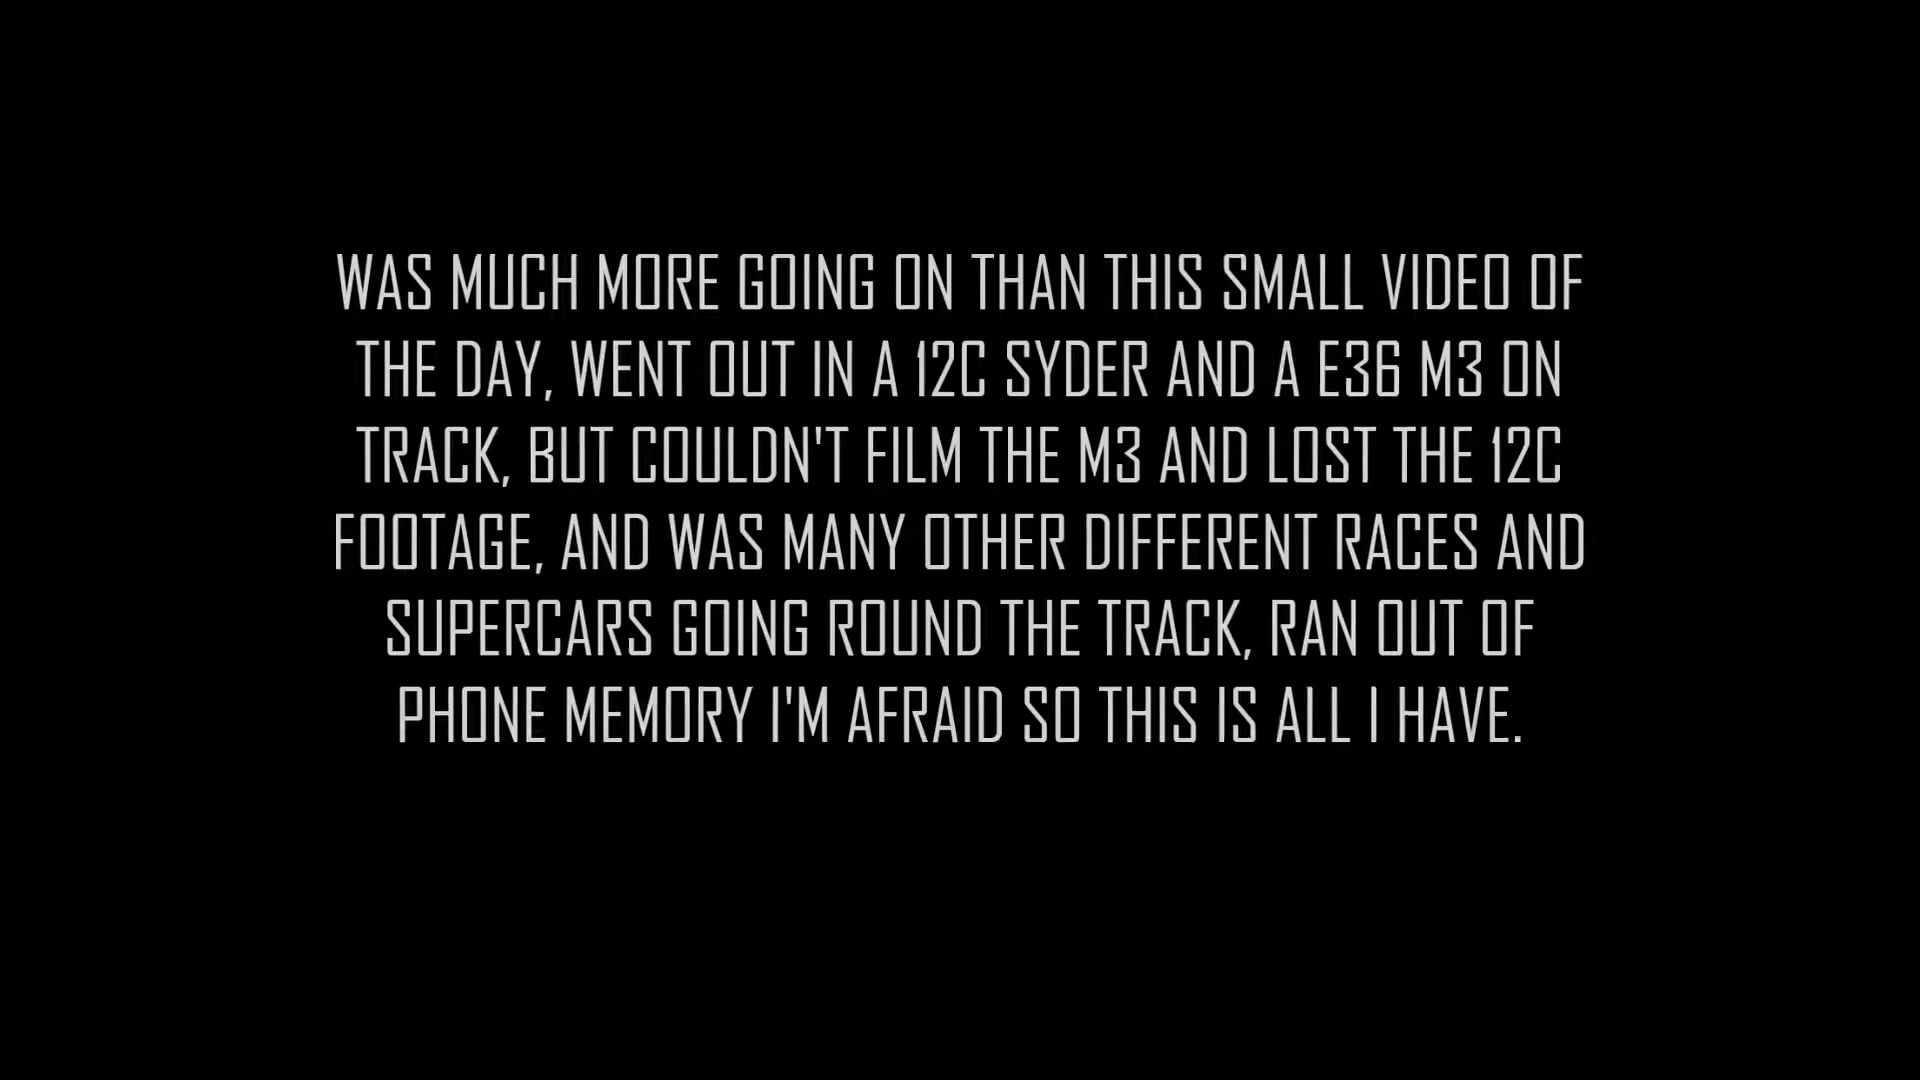 WAS MUCH MORE GOING ON THAN THIS SMALL VIDEO OF
THE DAY, WENT OUT IN A 12C SYDER AND A E36 M3 ON
TRACK, BUT COULDN'T FILM THE M3 AND LOST THE 12C
FOOTAGE, AND WAS MANY OTHER DIFFERENT RACES AND
SUPERCARS GOING ROUND THE TRACK, RAN OUT OF
PHONE MEMORY I'M AFRAID SO THIS IS ALL I HAVE.